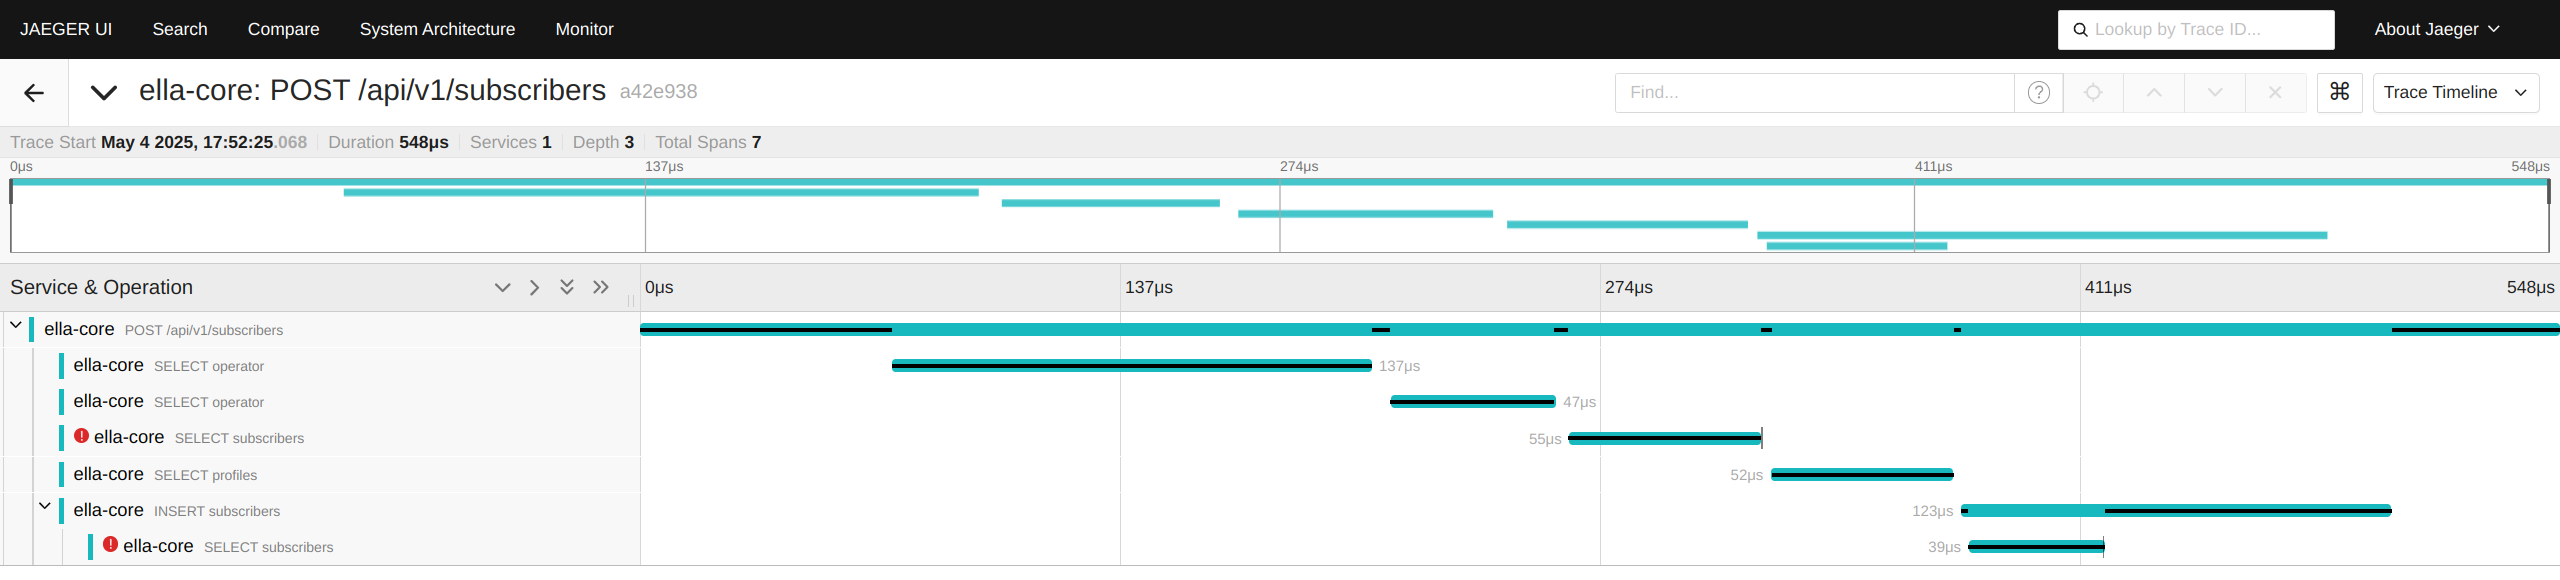 JAEGER UI Search Compare System Architecture Monitor Lookup by Trace ID... About Jaeger
ella-core: POST /api/v1/subscribers a42e938 Find... ? ⌘ Trace Timeline
Trace Start May 4 2025, 17:52:25.068 Duration 548μs Services 1 Depth 3 Total Spans 7
0μs 137μs 274μs 411μs 548μs
Service & Operation 0μs 137μs 274μs 411μs 548μs
ella-core POST /api/v1/subscribers
ella-core SELECT operator 137μs
ella-core SELECT operator 47μs
ella-core SELECT subscribers 55μs
ella-core SELECT profiles 52μs
ella-core INSERT subscribers 123μs
ella-core SELECT subscribers 39μs